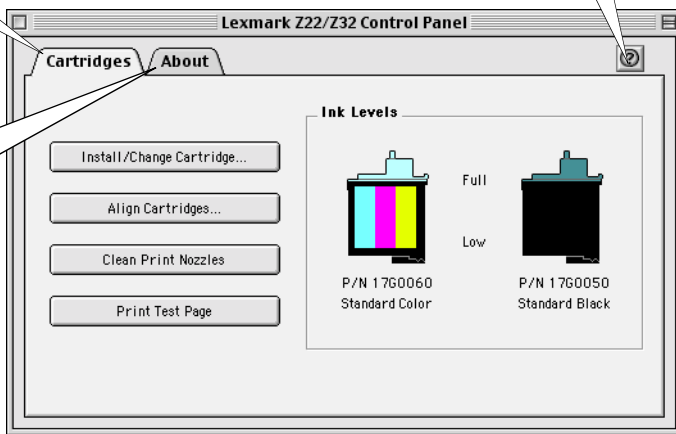 Lexmark Z22/Z32 Control Panel
Cartridges
About
?
Install/Change Cartridge...
Align Cartridges...
Clean Print Nozzles
Print Test Page
Ink Levels
Full
Low
P/N 17G0060
Standard Color
P/N 17G0050
Standard Black